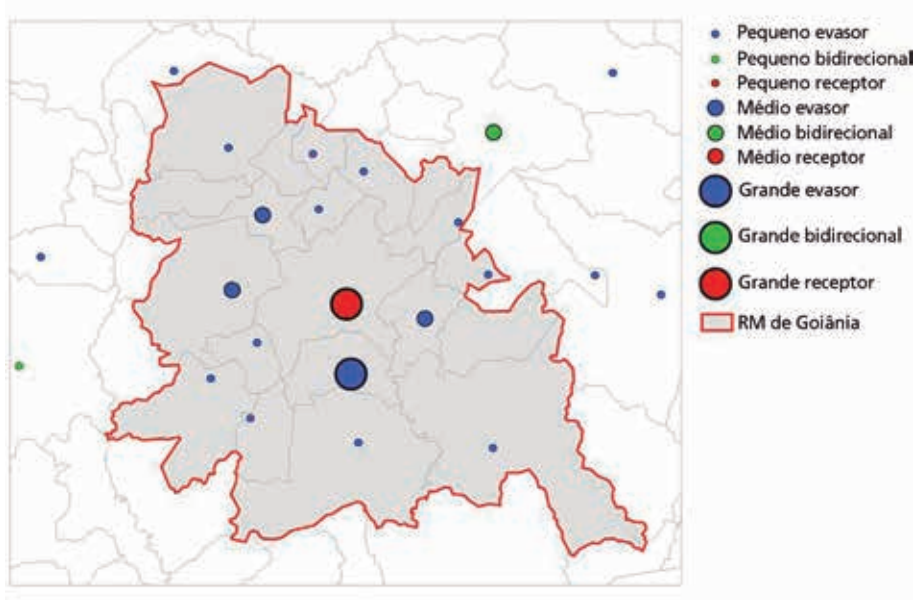 Pequeno evasor
Pequeno bidirecional
Pequeno receptor
Médio evasor
Médio bidirecional
Médio receptor
Grande evasor
Grande bidirecional
Grande receptor
RM de Goiânia